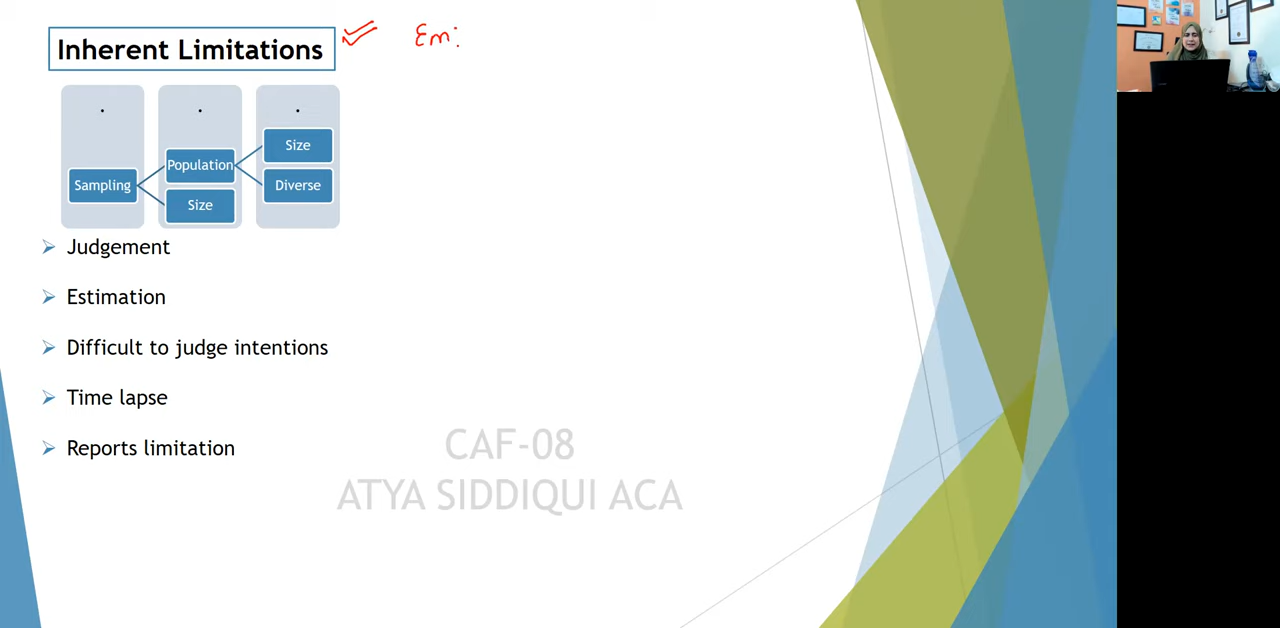 Inherent Limitations
Em:
Sampling
Population
Size
Size
Diverse
Judgement
Estimation
Difficult to judge intentions
Time lapse
Reports limitation
CAF-08
ATYA SIDDIQUI ACA